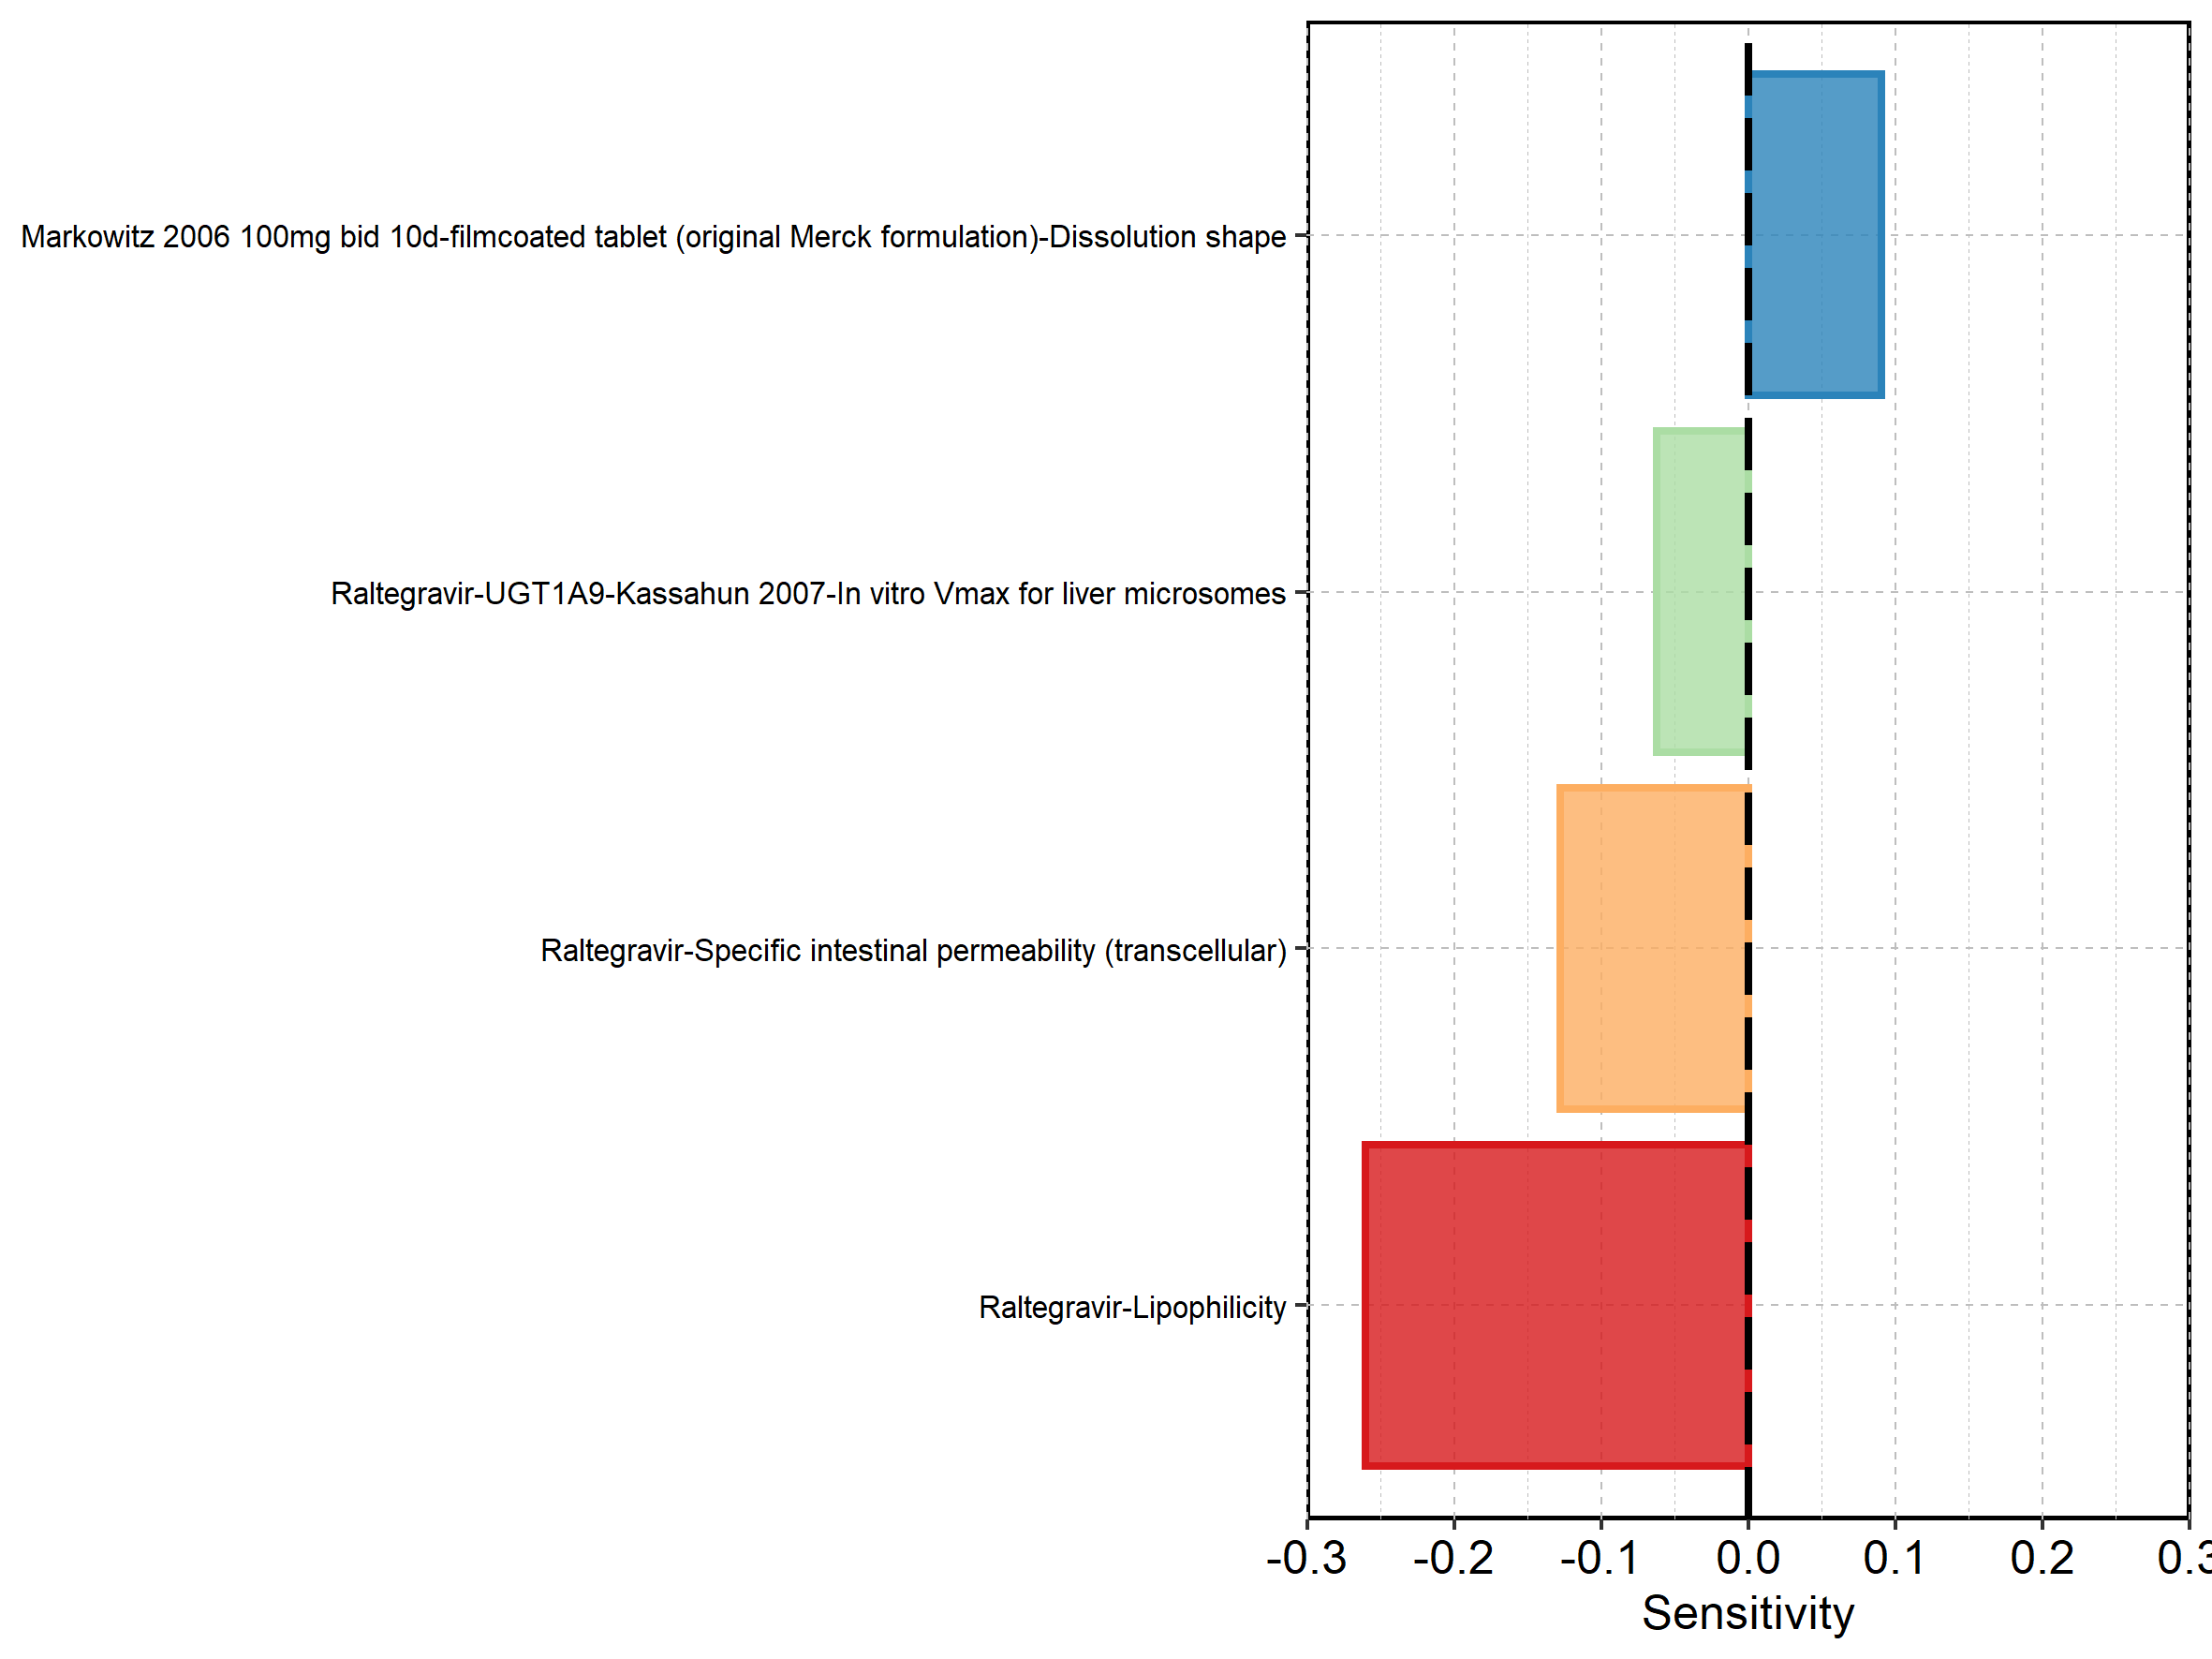 Markowitz 2006 100mg bid 10d-filmcoated tablet (original Merck formulation)-Dissolution shape
Raltegravir-UGT1A9-Kassahun 2007-In vitro Vmax for liver microsomes
Raltegravir-Specific intestinal permeability (transcellular)
Raltegravir-Lipophilicity
-0.3 -0.2 -0.1 0.0 0.1 0.2 0.3
Sensitivity